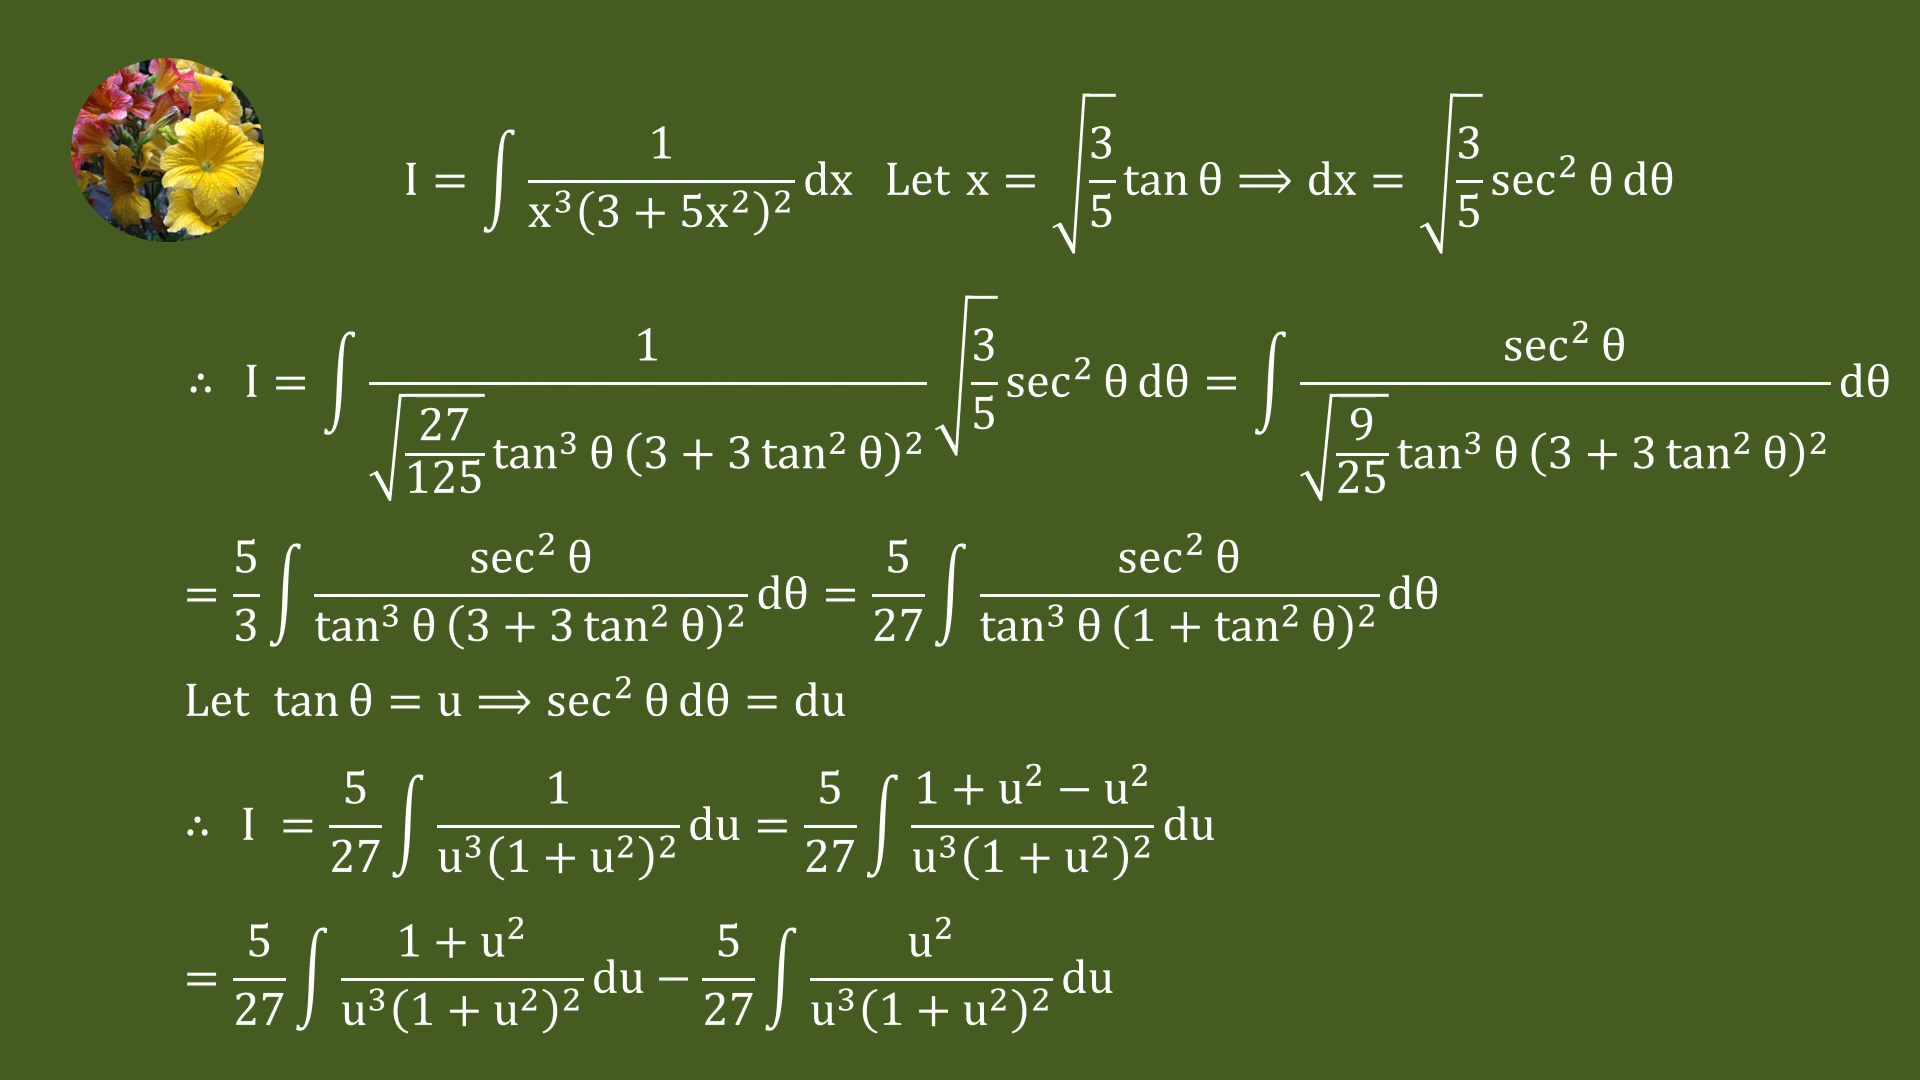 I = ∫ 1/(x³(3 + 5x²)²) dx Let x = √(3/5) tan θ ⟹ dx = √(3/5) sec² θ dθ
∴ I = ∫ 1/(√(27/125) tan³ θ (3 + 3 tan² θ)²) √(3/5) sec² θ dθ = ∫ sec² θ/(√(9/25) tan³ θ (3 + 3 tan² θ)²) dθ
= 5/3 ∫ sec² θ/(tan³ θ (3 + 3 tan² θ)²) dθ = 5/27 ∫ sec² θ/(tan³ θ (1 + tan² θ)²) dθ
Let tan θ = u ⟹ sec² θ dθ = du
∴ I = 5/27 ∫ 1/(u³(1 + u²)²) du = 5/27 ∫ (1 + u² − u²)/(u³(1 + u²)²) du
= 5/27 ∫ (1 + u²)/(u³(1 + u²)²) du − 5/27 ∫ u²/(u³(1 + u²)²) du